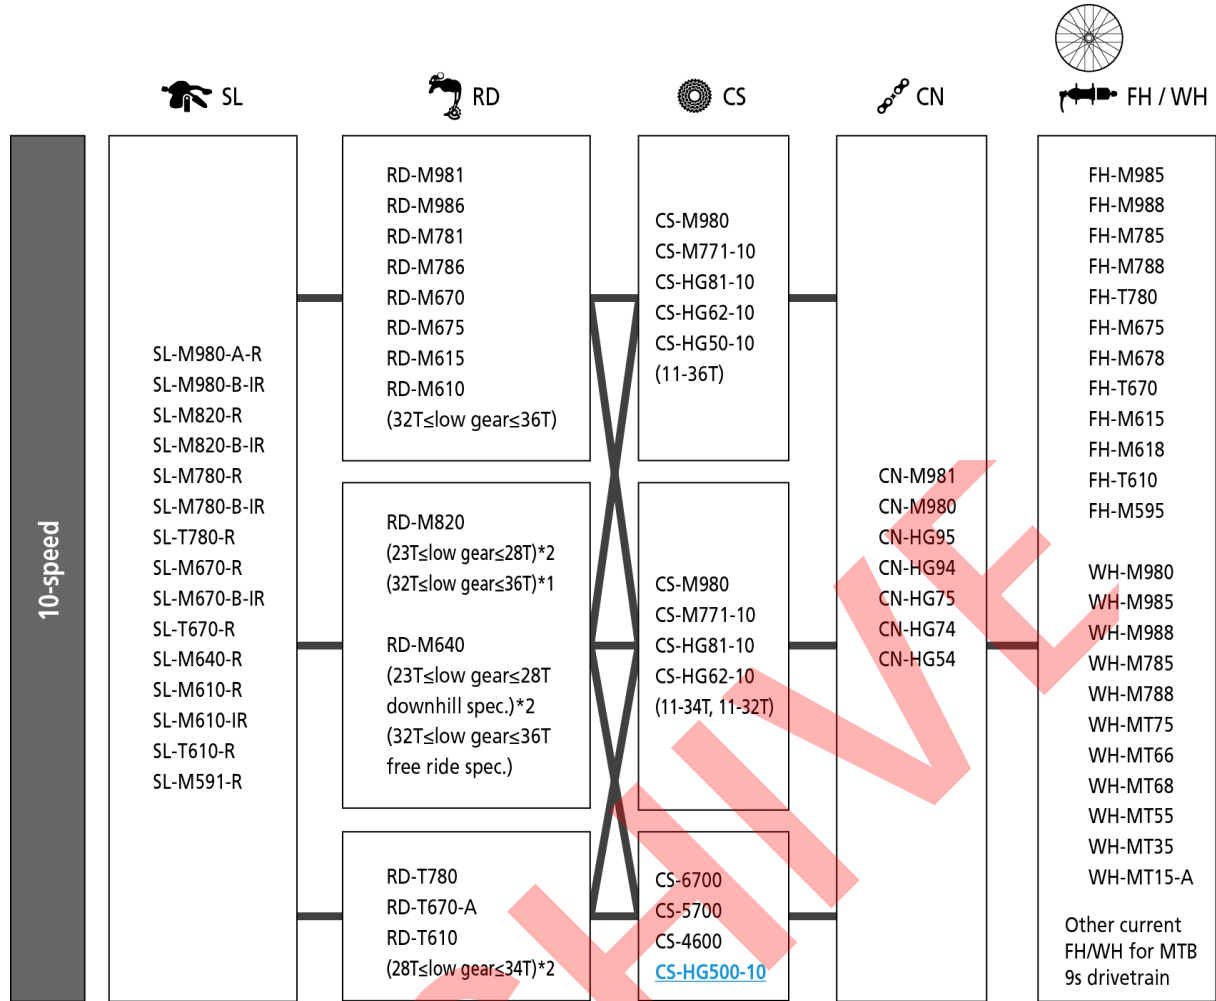 SL
RD
CS
CN
FH / WH
10-speed
SL-M980-A-R
SL-M980-B-IR
SL-M820-R
SL-M820-B-IR
SL-M780-R
SL-M780-B-IR
SL-T780-R
SL-M670-R
SL-M670-B-IR
SL-T670-R
SL-M640-R
SL-M610-R
SL-M610-IR
SL-T610-R
SL-M591-R
RD-M981
RD-M986
RD-M781
RD-M786
RD-M670
RD-M675
RD-M615
RD-M610
(32T≤low gear≤36T)
RD-M820
(23T≤low gear≤28T)*2
(32T≤low gear≤36T)*1
RD-M640
(23T≤low gear≤28T
downhill spec.)*2
(32T≤low gear≤36T
free ride spec.)
RD-T780
RD-T670-A
RD-T610
(28T≤low gear≤34T)*2
CS-M980
CS-M771-10
CS-HG81-10
CS-HG62-10
CS-HG50-10
(11-36T)
CS-M980
CS-M771-10
CS-HG81-10
CS-HG62-10
(11-34T, 11-32T)
CS-6700
CS-5700
CS-4600
CS-HG500-10
CN-M981
CN-M980
CN-HG95
CN-HG94
CN-HG75
CN-HG74
CN-HG54
FH-M985
FH-M988
FH-M785
FH-M788
FH-T780
FH-M675
FH-M678
FH-T670
FH-M615
FH-M618
FH-T610
FH-M595
WH-M980
WH-M985
WH-M988
WH-M785
WH-M788
WH-MT75
WH-MT66
WH-MT68
WH-MT55
WH-MT35
WH-MT15-A
Other current
FH/WH for MTB
9s drivetrain
CHIVE